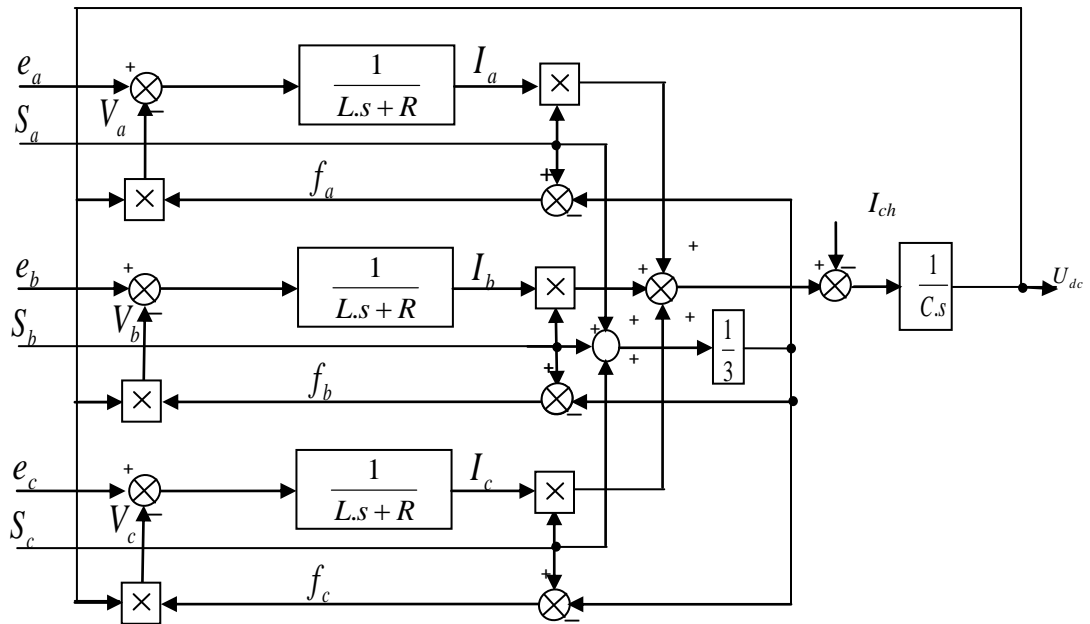 e_a + 1 / L.s + R I_a ×
V_a −
S_a
× f_a + −
+ I_ch
e_b + 1 / L.s + R I_b × + + − 1 / C.s U_dc
V_b −
S_b + + + 1 / 3
+
× f_b + −
e_c + 1 / L.s + R I_c ×
V_c −
S_c
× f_c + −